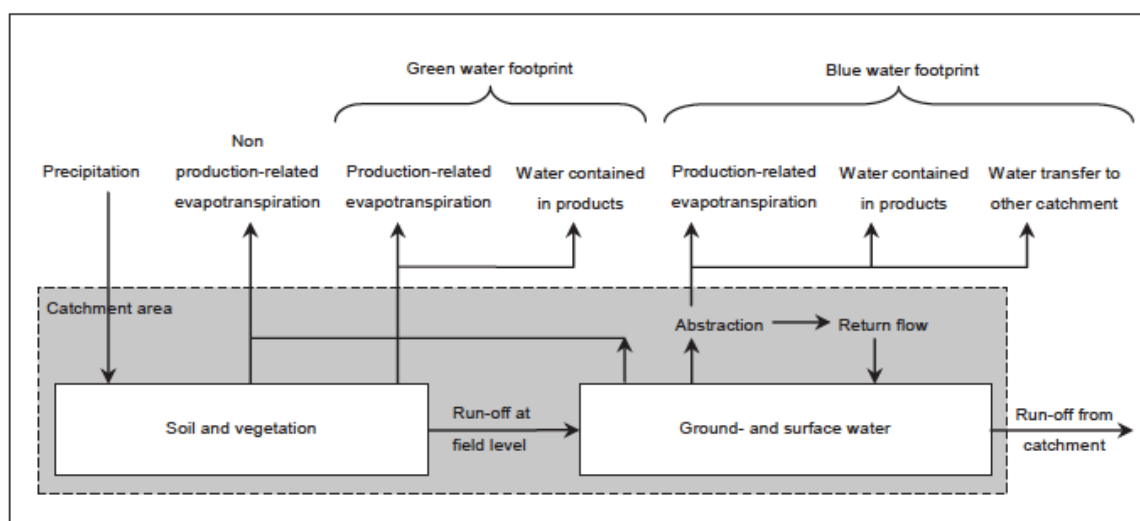 Green water footprint
Blue water footprint
Precipitation
Non
production-related
evapotranspiration
Production-related
evapotranspiration
Water contained
in products
Production-related
evapotranspiration
Water contained
in products
Water transfer to
other catchment
Catchment area
Abstraction
Return flow
Soil and vegetation
Run-off at
field level
Ground- and surface water
Run-off from
catchment